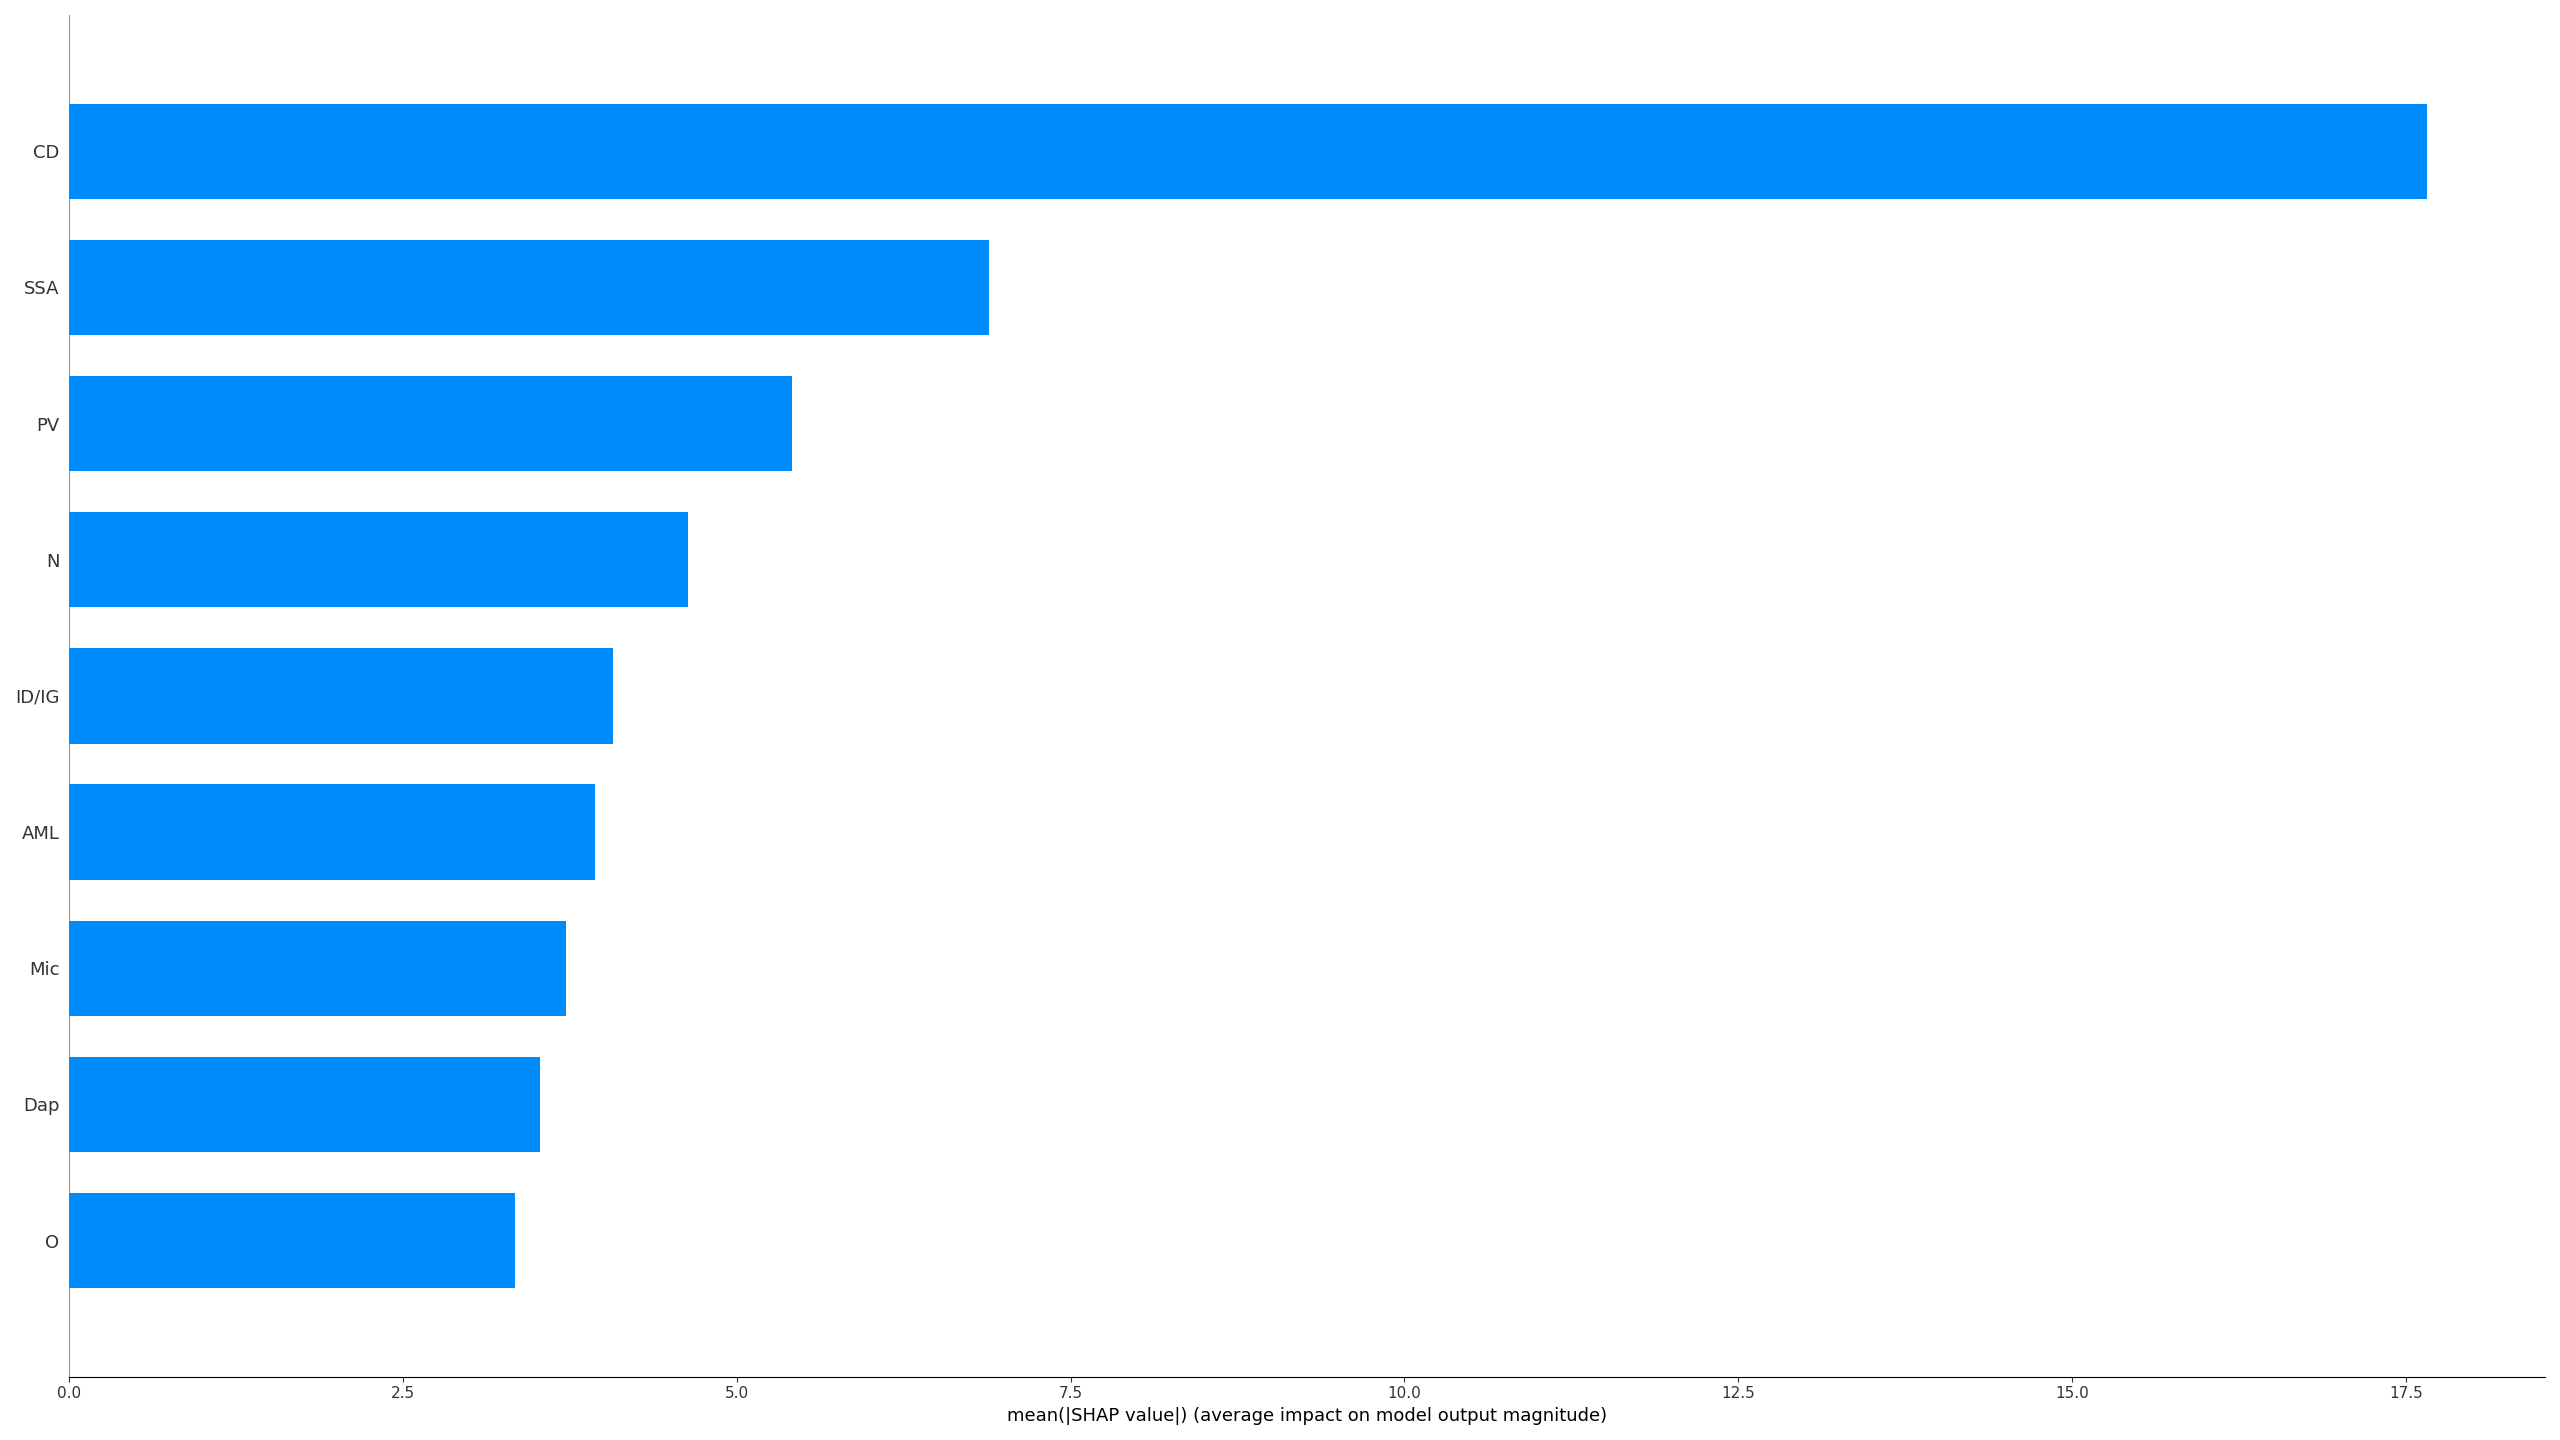 CD
SSA
PV
N
ID/IG
AML
Mic
Dap
O
0.0 2.5 5.0 7.5 10.0 12.5 15.0 17.5
mean(|SHAP value|) (average impact on model output magnitude)